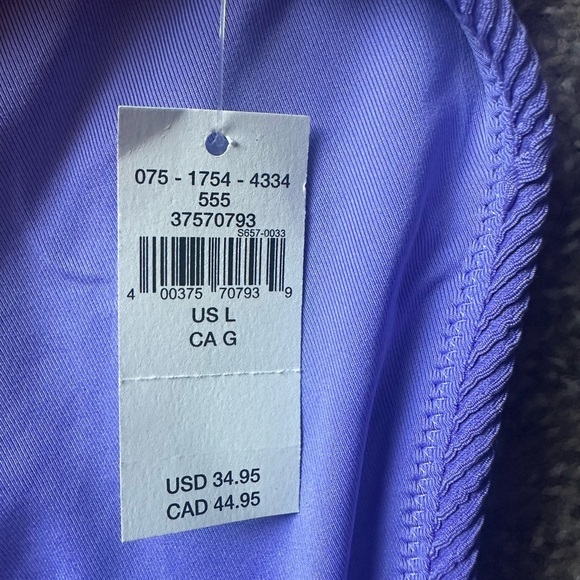 075 - 1754 - 4334
555
37570793
S657-0033
4 00375 70793 9
US L
CA G
USD 34.95
CAD 44.95